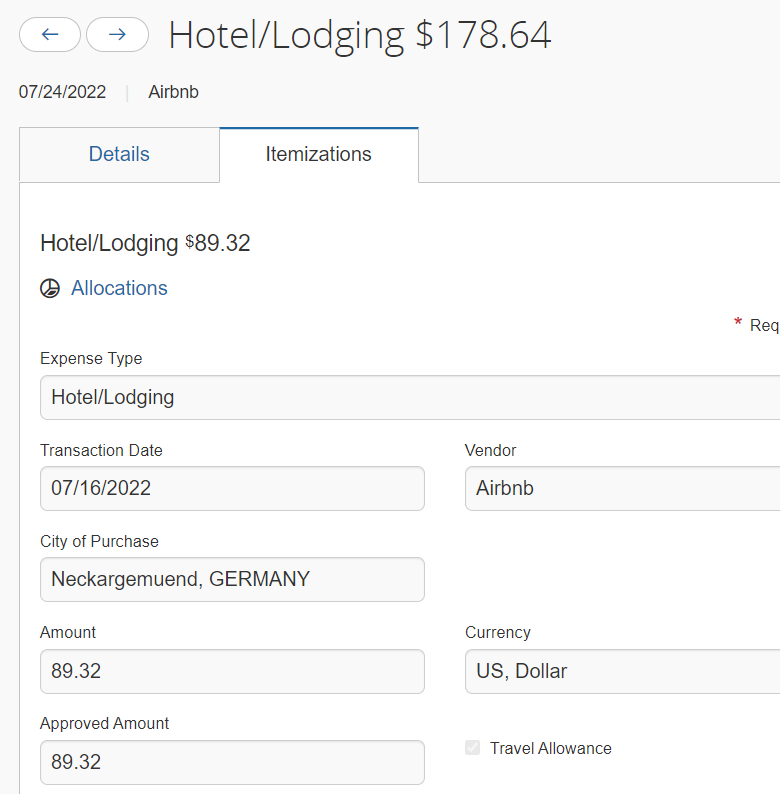 Hotel/Lodging $178.64
07/24/2022 | Airbnb
Details Itemizations
Hotel/Lodging $89.32
Allocations
* Req
Expense Type
Hotel/Lodging
Transaction Date Vendor
07/16/2022 Airbnb
City of Purchase
Neckargemuend, GERMANY
Amount Currency
89.32 US, Dollar
Approved Amount
89.32 Travel Allowance